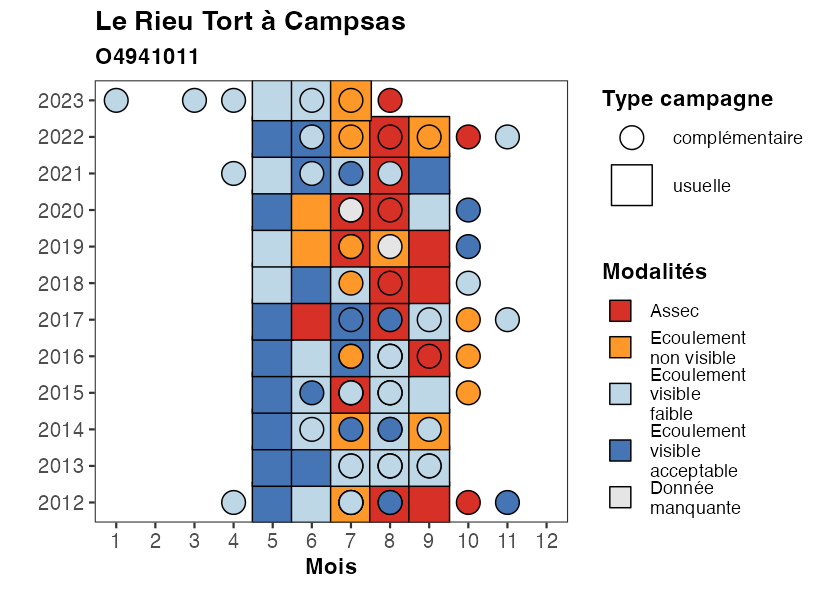 Le Rieu Tort à Campsas
O4941011
2023
2022
2021
2020
2019
2018
2017
2016
2015
2014
2013
2012
1 2 3 4 5 6 7 8 9 10 11 12
Mois
Type campagne
complémentaire
usuelle
Modalités
Assec
Ecoulement
non visible
Ecoulement
visible
faible
Ecoulement
visible
acceptable
Donnée
manquante